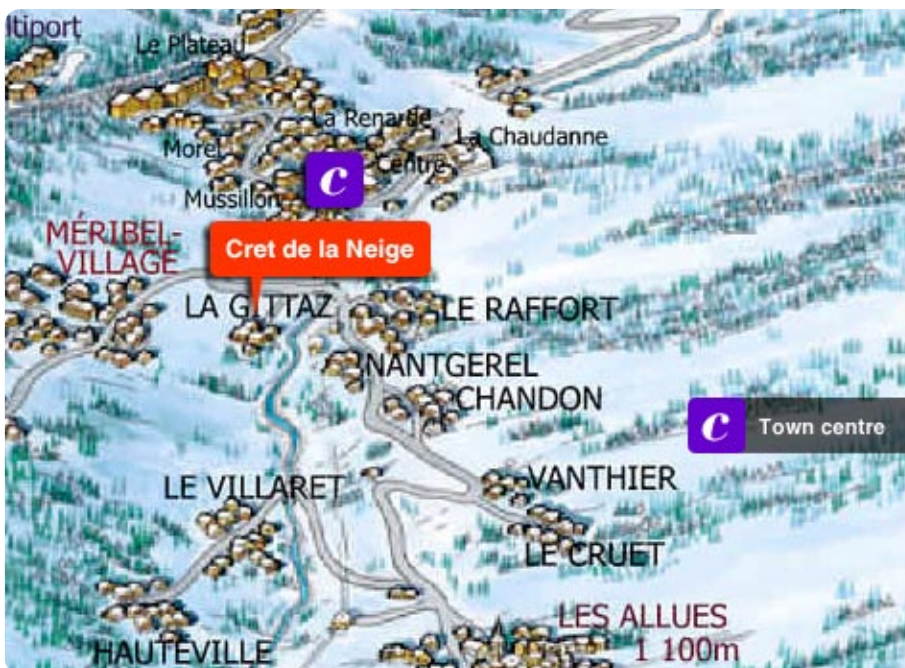 ltiport
Le Plateau
La Renarde
La Chaudanne
Morel
Centre
c
Mussillon
MÉRIBEL-
VILLAGE
Cret de la Neige
LA GITTAZ
LE RAFFORT
NANTGEREL
CHANDON
c Town centre
VANTHIER
LE VILLARET
LE CRUET
LES ALLUES
1 100m
HAUTEVILLE